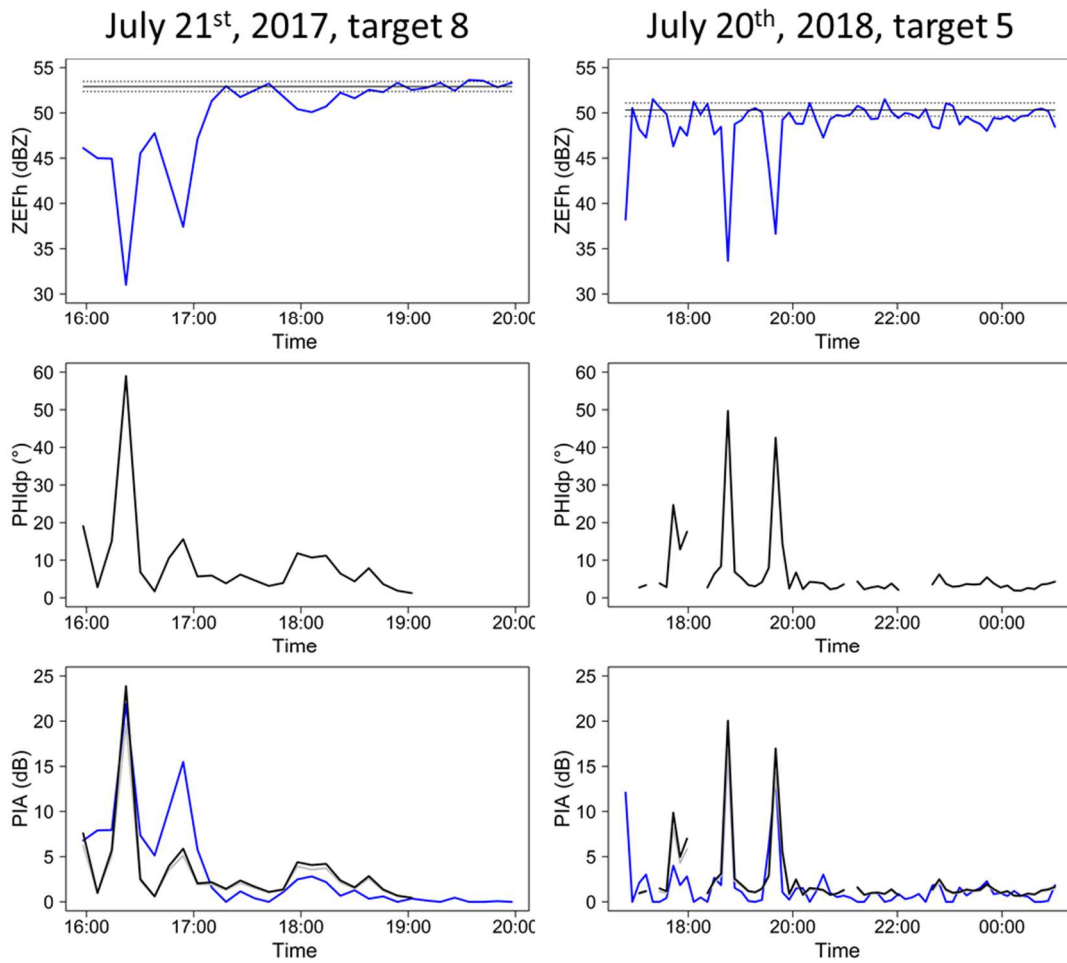 July 21st, 2017, target 8
July 20th, 2018, target 5
ZEFh (dBZ)
55
50
45
40
35
30
16:00 17:00 18:00 19:00 20:00
Time
ZEFh (dBZ)
55
50
45
40
35
30
18:00 20:00 22:00 00:00
Time
PHIdp (°)
60
50
40
30
20
10
0
16:00 17:00 18:00 19:00 20:00
Time
PHIdp (°)
60
50
40
30
20
10
0
18:00 20:00 22:00 00:00
Time
PIA (dB)
25
20
15
10
5
0
16:00 17:00 18:00 19:00 20:00
Time
PIA (dB)
25
20
15
10
5
0
18:00 20:00 22:00 00:00
Time